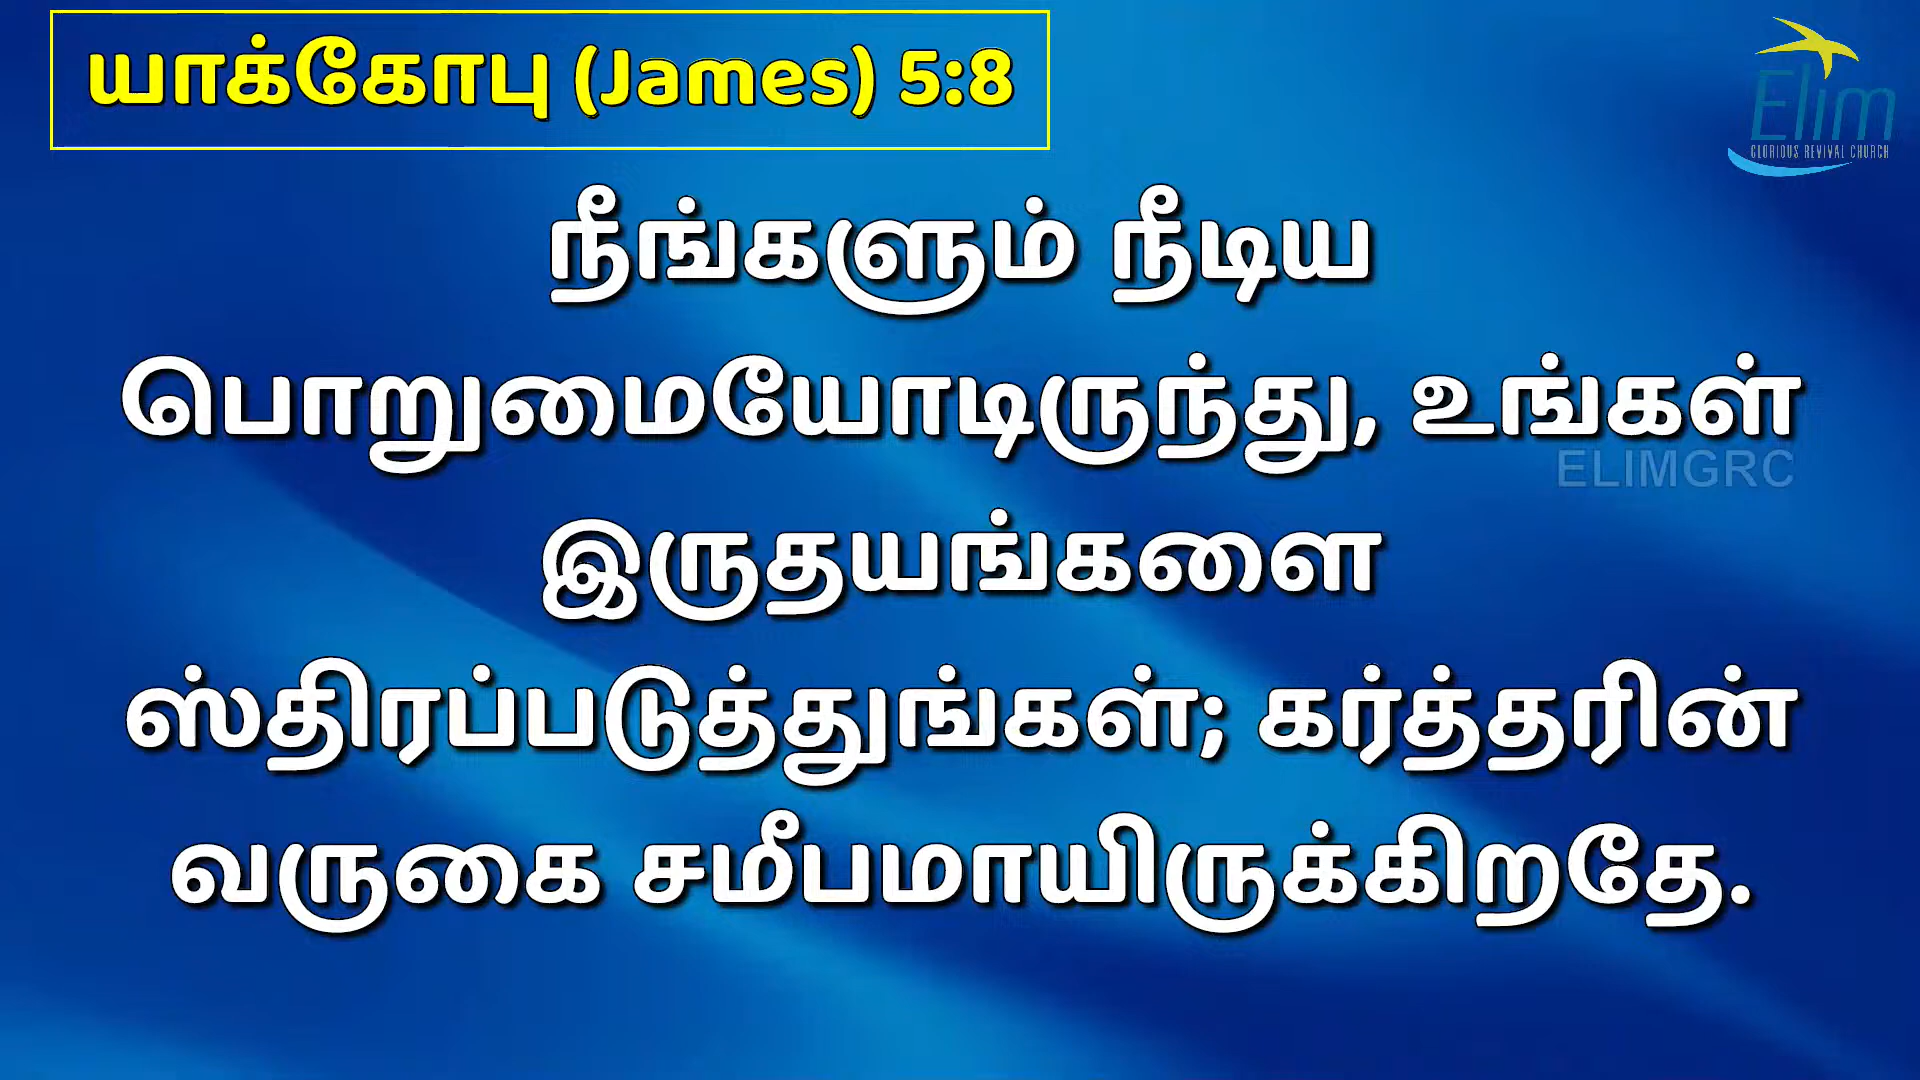 யாக்கோபு (James) 5:8
Elim
GLORIOUS REVIVAL CHURCH
நீங்களும் நீடிய
பொறுமையோடிருந்து, உங்கள்
ELIMGRC
இருதயங்களை
ஸ்திரப்படுத்துங்கள்; கர்த்தரின்
வருகை சமீபமாயிருக்கிறதே.